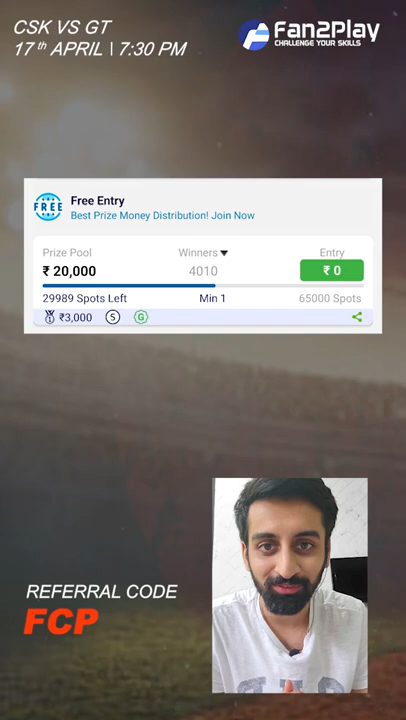 CSK VS GT
17th APRIL | 7:30 PM
Fan2Play
CHALLENGE YOUR SKILLS
FREE
Free Entry
Best Prize Money Distribution! Join Now
Prize Pool
Winners ▼
Entry
₹ 20,000
4010
₹ 0
29989 Spots Left
Min 1
65000 Spots
1
₹3,000
S
G
REFERRAL CODE
FCP